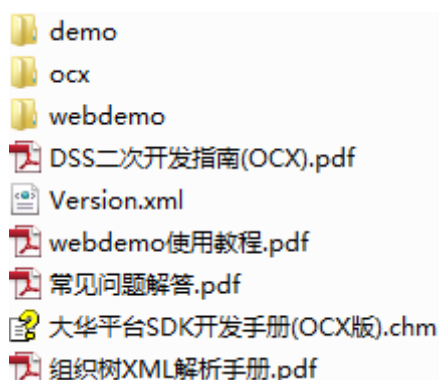 demo
ocx
webdemo
DSS二次开发指南(OCX).pdf
Version.xml
webdemo使用教程.pdf
常见问题解答.pdf
大华平台SDK开发手册(OCX版).chm
组织树XML解析手册.pdf